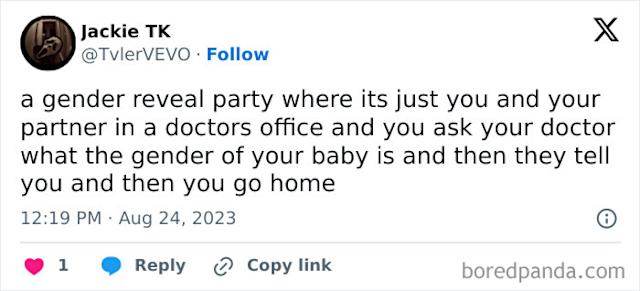 Jackie TK
@TvlerVEVO · Follow
a gender reveal party where its just you and your
partner in a doctors office and you ask your doctor
what the gender of your baby is and then they tell
you and then you go home
12:19 PM · Aug 24, 2023
1 Reply Copy link
boredpanda.com